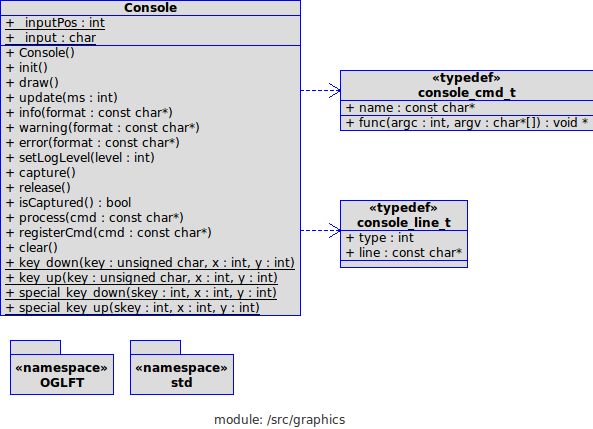 Console
+ _inputPos : int
+ _input : char
+ Console()
+ init()
+ draw()
+ update(ms : int)
+ info(format : const char*)
+ warning(format : const char*)
+ error(format : const char*)
+ setLogLevel(level : int)
+ capture()
+ release()
+ isCaptured() : bool
+ process(cmd : const char*)
+ registerCmd(cmd : const char*)
+ clear()
+ key_down(key : unsigned char, x : int, y : int)
+ key_up(key : unsigned char, x : int, y : int)
+ special_key_down(skey : int, x : int, y : int)
+ special_key_up(skey : int, x : int, y : int)
«typedef»
console_cmd_t
+ name : const char*
+ func(argc : int, argv : char*[]) : void *
«typedef»
console_line_t
+ type : int
+ line : const char*
«namespace»
OGLFT
«namespace»
std
module: /src/graphics